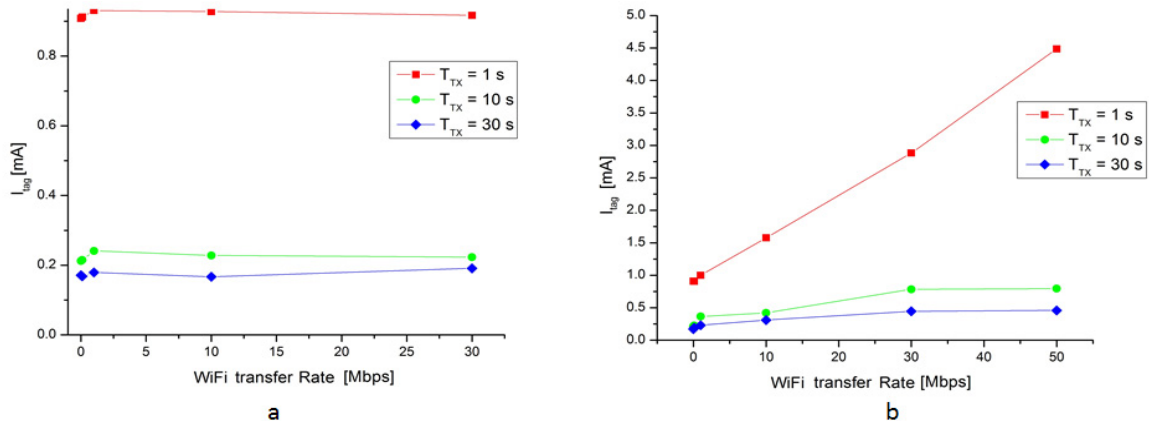 0.8
0.6
0.4
0.2
0.0
I_tag [mA]
T_TX = 1 s
T_TX = 10 s
T_TX = 30 s
0 5 10 15 20 25 30
WiFi transfer Rate [Mbps]
a
5.0
4.5
4.0
3.5
3.0
2.5
2.0
1.5
1.0
0.5
0.0
I_tag [mA]
T_TX = 1 s
T_TX = 10 s
T_TX = 30 s
0 10 20 30 40 50
WiFi transfer Rate [Mbps]
b